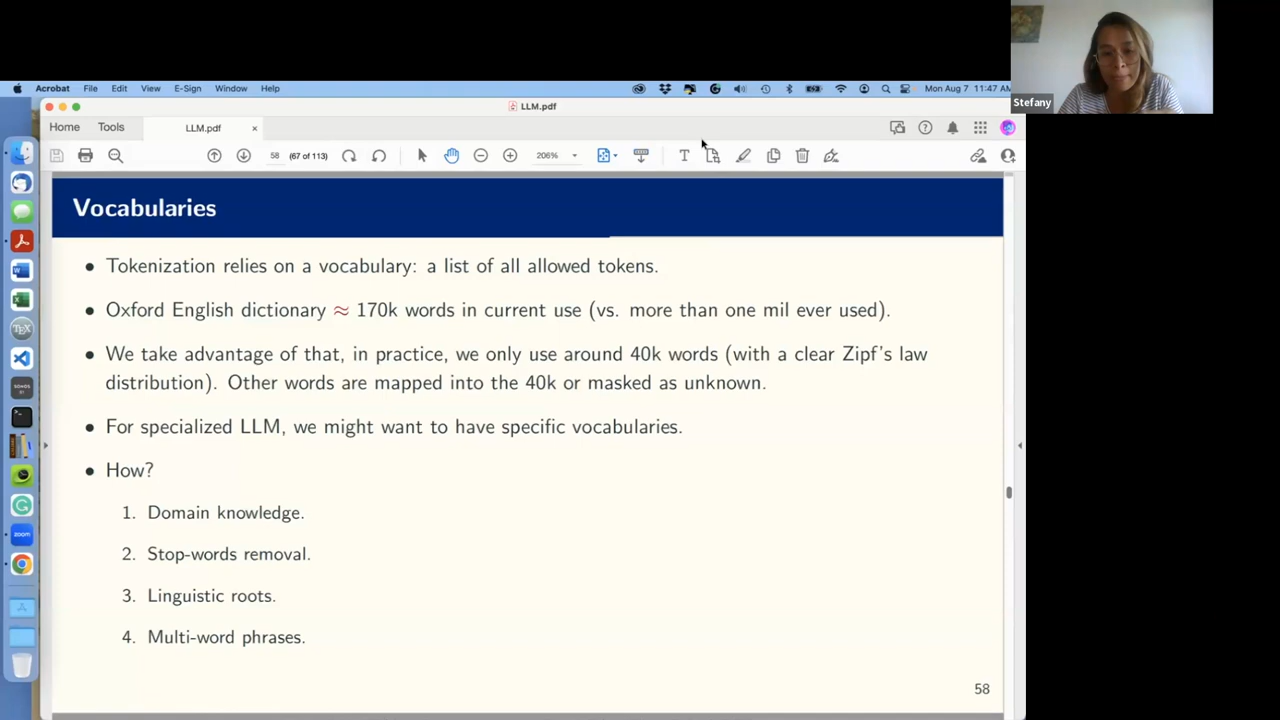 Stefany
Acrobat File Edit View E-Sign Window Help Mon Aug 7 11:47 AM
LLM.pdf
Home Tools LLM.pdf ×
58 (67 of 113) 206%
Vocabularies
• Tokenization relies on a vocabulary: a list of all allowed tokens.
• Oxford English dictionary ≈ 170k words in current use (vs. more than one mil ever used).
• We take advantage of that, in practice, we only use around 40k words (with a clear Zipf's law
distribution). Other words are mapped into the 40k or masked as unknown.
• For specialized LLM, we might want to have specific vocabularies.
• How?
1. Domain knowledge.
2. Stop-words removal.
3. Linguistic roots.
4. Multi-word phrases.
58
TEX
zoom